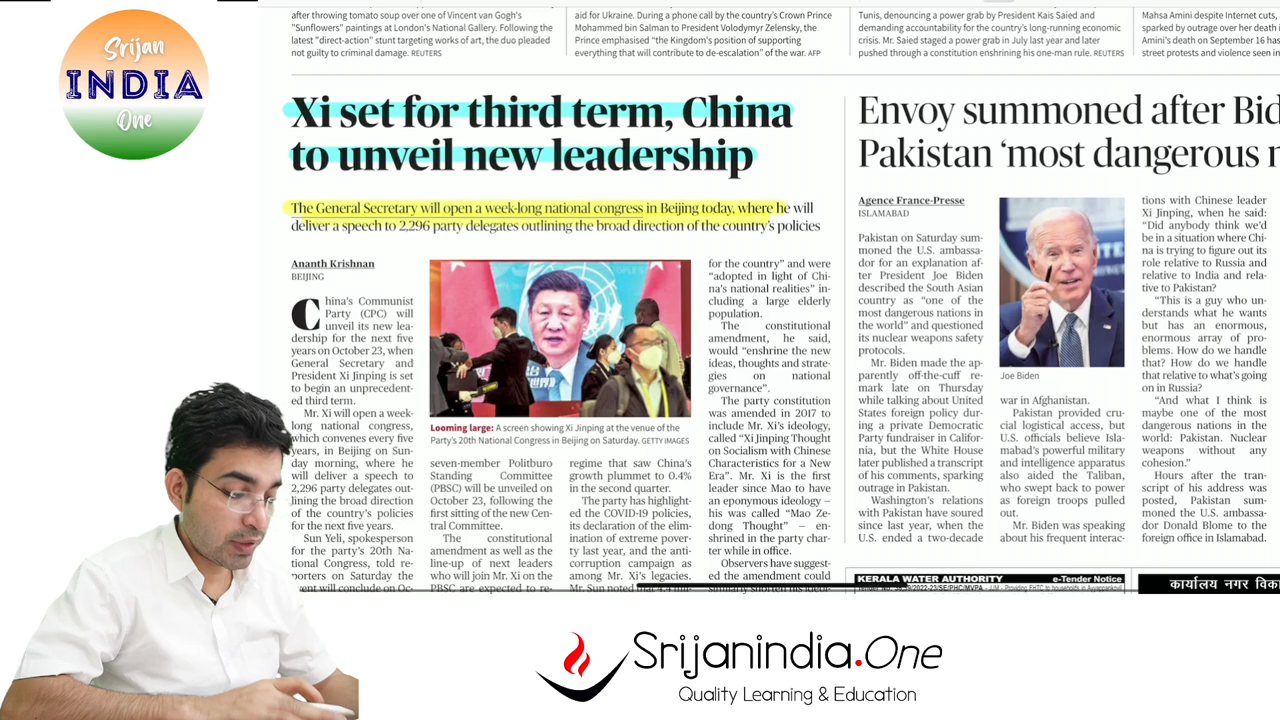 Srijan
INDIA
One
after throwing tomato soup over one of Vincent van Gogh's
"Sunflowers" paintings at London's National Gallery. Following the
latest "direct-action" stunt targeting works of art, the duo pleaded
not guilty to criminal damage. REUTERS
aid for Ukraine. During a phone call by the country's Crown Prince
Mohammed bin Salman to President Volodymyr Zelensky, the
Prince emphasised "the Kingdom's position of supporting
everything that will contribute to de-escalation" of the war. AFP
Tunis, denouncing a power grab by President Kais Saied and
demanding accountability for the country's long-running economic
crisis. Mr. Saied staged a power grab in July last year and later
pushed through a constitution enshrining his one-man rule. REUTERS
Mahsa Amini despite Internet cuts,
sparked by outrage over her death i
Amini's death on September 16 has
street protests and violence seen in
Xi set for third term, China
to unveil new leadership
The General Secretary will open a week-long national congress in Beijing today, where he will
deliver a speech to 2,296 party delegates outlining the broad direction of the country's policies
Ananth Krishnan
BEIJING
China's Communist
Party (CPC) will
unveil its new lea-
dership for the next five
years on October 23, when
General Secretary and
President Xi Jinping is set
to begin an unprecedent-
ed third term.
Mr. Xi will open a week-
long national congress,
which convenes every five
years, in Beijing on Sun-
day morning, where he
will deliver a speech to
2,296 party delegates out-
lining the broad direction
of the country's policies
for the next five years.
Sun Yeli, spokesperson
for the party's 20th Na-
tional Congress, told re-
porters on Saturday the
vent will conclude on Oc-
Looming large: A screen showing Xi Jinping at the venue of the
Party's 20th National Congress in Beijing on Saturday. GETTY IMAGES
seven-member Politburo
Standing Committee
(PBSC) will be unveiled on
October 23, following the
first sitting of the new Cen-
tral Committee.
The constitutional
amendment as well as the
line-up of next leaders
who will join Mr. Xi on the
PBSC are expected to re-
regime that saw China's
growth plummet to 0.4%
in the second quarter.
The party has highlight-
ed the COVID-19 policies,
its declaration of the elim-
ination of extreme pover-
ty last year, and the anti-
corruption campaign as
among Mr. Xi's legacies.
Mr. Sun noted that 4.4 mil-
for the country" and were
"adopted in light of Chi-
na's national realities" in-
cluding a large elderly
population.
The constitutional
amendment, he said,
would "enshrine the new
ideas, thoughts and strate-
gies on national
governance".
The party constitution
was amended in 2017 to
include Mr. Xi's ideology,
called "Xi Jinping Thought
on Socialism with Chinese
Characteristics for a New
Era". Mr. Xi is the first
leader since Mao to have
an eponymous ideology –
his was called "Mao Ze-
dong Thought" – en-
shrined in the party char-
ter while in office.
Observers have suggest-
ed the amendment could
similarly shorten his ideol-
Envoy summoned after Bid
Pakistan 'most dangerous n
Agence France-Presse
ISLAMABAD
Pakistan on Saturday sum-
moned the U.S. ambassa-
dor for an explanation af-
ter President Joe Biden
described the South Asian
country as "one of the
most dangerous nations in
the world" and questioned
its nuclear weapons safety
protocols.
Mr. Biden made the ap-
parently off-the-cuff re-
mark late on Thursday
while talking about United
States foreign policy dur-
ing a private Democratic
Party fundraiser in Califor-
nia, but the White House
later published a transcript
of his comments, sparking
outrage in Pakistan.
Washington's relations
with Pakistan have soured
since last year, when the
U.S. ended a two-decade
Joe Biden
war in Afghanistan.
Pakistan provided cru-
cial logistical access, but
U.S. officials believe Isla-
mabad's powerful military
and intelligence apparatus
also aided the Taliban,
who swept back to power
as foreign troops pulled
out.
Mr. Biden was speaking
about his frequent interac-
tions with Chinese leader
Xi Jinping, when he said:
"Did anybody think we'd
be in a situation where Chi-
na is trying to figure out its
role relative to Russia and
relative to India and rela-
tive to Pakistan?
"This is a guy who un-
derstands what he wants
but has an enormous,
enormous array of pro-
blems. How do we handle
that? How do we handle
that relative to what's going
on in Russia?
"And what I think is
maybe one of the most
dangerous nations in the
world: Pakistan. Nuclear
weapons without any
cohesion."
Hours after the tran-
script of his address was
posted, Pakistan sum-
moned the U.S. ambassa-
dor Donald Blome to the
foreign office in Islamabad.
KERALA WATER AUTHORITY e-Tender Notice
कार्यालय नगर विका
Srijanindia.One
Quality Learning & Education